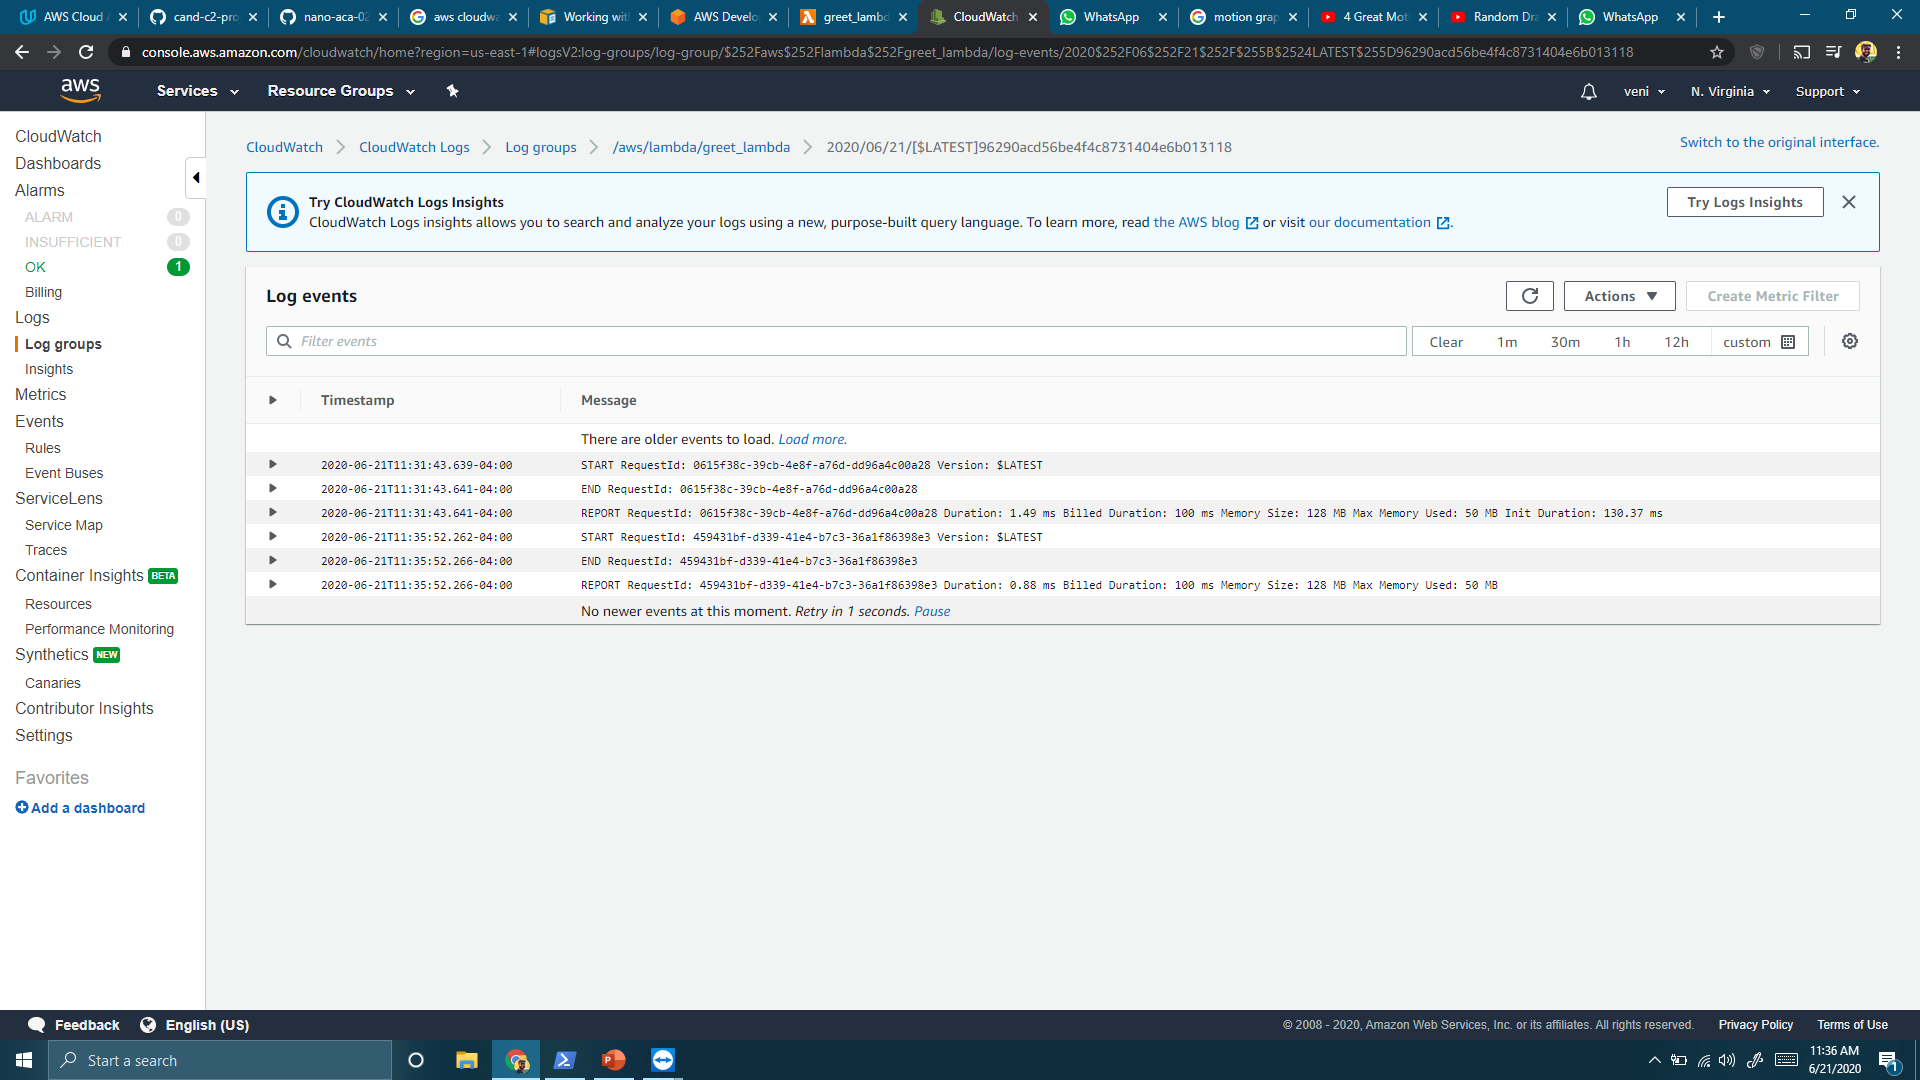 AWS Cloud A
cand-c2-pro
nano-aca-02
aws cloudwa
Working with
AWS Develo
greet_lambd
CloudWatch
WhatsApp
motion grap
4 Great Mot
Random Dra
WhatsApp
console.aws.amazon.com/cloudwatch/home?region=us-east-1#logsV2:log-groups/log-group/$252Faws$252Flambda$252Fgreet_lambda/log-events/2020$252F06$252F21$252F$255B$2524LATEST$255D96290acd56be4f4c8731404e6b013118
aws
Services
Resource Groups
veni
N. Virginia
Support
CloudWatch
Dashboards
Alarms
ALARM 0
INSUFFICIENT 0
OK 1
Billing
Logs
Log groups
Insights
Metrics
Events
Rules
Event Buses
ServiceLens
Service Map
Traces
Container Insights BETA
Resources
Performance Monitoring
Synthetics NEW
Canaries
Contributor Insights
Settings
Favorites
Add a dashboard
CloudWatch
CloudWatch Logs
Log groups
/aws/lambda/greet_lambda
2020/06/21/[$LATEST]96290acd56be4f4c8731404e6b013118
Switch to the original interface.
Try CloudWatch Logs Insights
CloudWatch Logs insights allows you to search and analyze your logs using a new, purpose-built query language. To learn more, read the AWS blog or visit our documentation .
Try Logs Insights
Log events
Actions
Create Metric Filter
Filter events
Clear 1m 30m 1h 12h custom
Timestamp Message
There are older events to load. Load more.
2020-06-21T11:31:43.639-04:00 START RequestId: 0615f38c-39cb-4e8f-a76d-dd96a4c00a28 Version: $LATEST
2020-06-21T11:31:43.641-04:00 END RequestId: 0615f38c-39cb-4e8f-a76d-dd96a4c00a28
2020-06-21T11:31:43.641-04:00 REPORT RequestId: 0615f38c-39cb-4e8f-a76d-dd96a4c00a28 Duration: 1.49 ms Billed Duration: 100 ms Memory Size: 128 MB Max Memory Used: 50 MB Init Duration: 130.37 ms
2020-06-21T11:35:52.262-04:00 START RequestId: 459431bf-d339-41e4-b7c3-36a1f86398e3 Version: $LATEST
2020-06-21T11:35:52.266-04:00 END RequestId: 459431bf-d339-41e4-b7c3-36a1f86398e3
2020-06-21T11:35:52.266-04:00 REPORT RequestId: 459431bf-d339-41e4-b7c3-36a1f86398e3 Duration: 0.88 ms Billed Duration: 100 ms Memory Size: 128 MB Max Memory Used: 50 MB
No newer events at this moment. Retry in 1 seconds. Pause
Feedback
English (US)
© 2008 - 2020, Amazon Web Services, Inc. or its affiliates. All rights reserved.
Privacy Policy
Terms of Use
Start a search
11:36 AM
6/21/2020
1